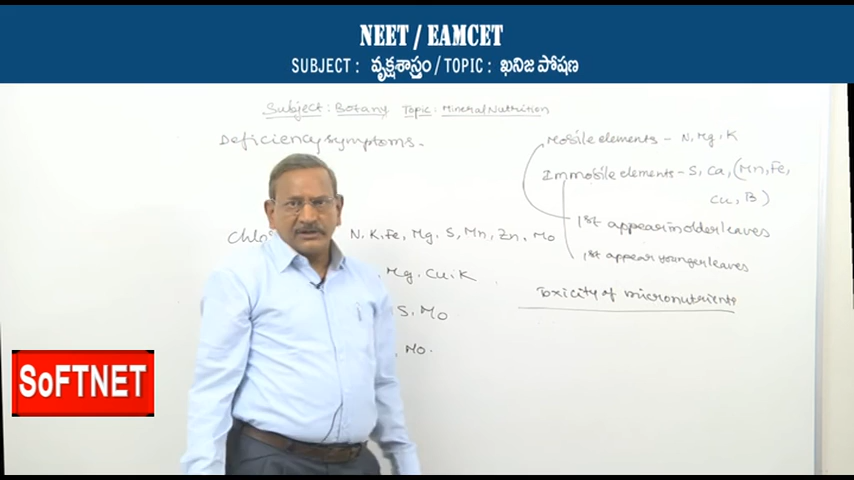 NEET / EAMCET
SUBJECT : వృక్షశాస్త్రం / TOPIC : ఖనిజ పోషణ
Subject : Botany Topic : Mineral Nutrition
Deficiency symptoms -
Mobile elements - N, Mg, K
Immobile elements - S, Ca, (Mn, Fe,
Cu, B)
1st appear in older leaves
1st appear younger leaves
Toxicity of micronutrients
Chlo N, K, Fe, Mg, S, Mn, Zn, Mo
, Mg, Cu, K
S, Mo
, Mo.
SoFTNET